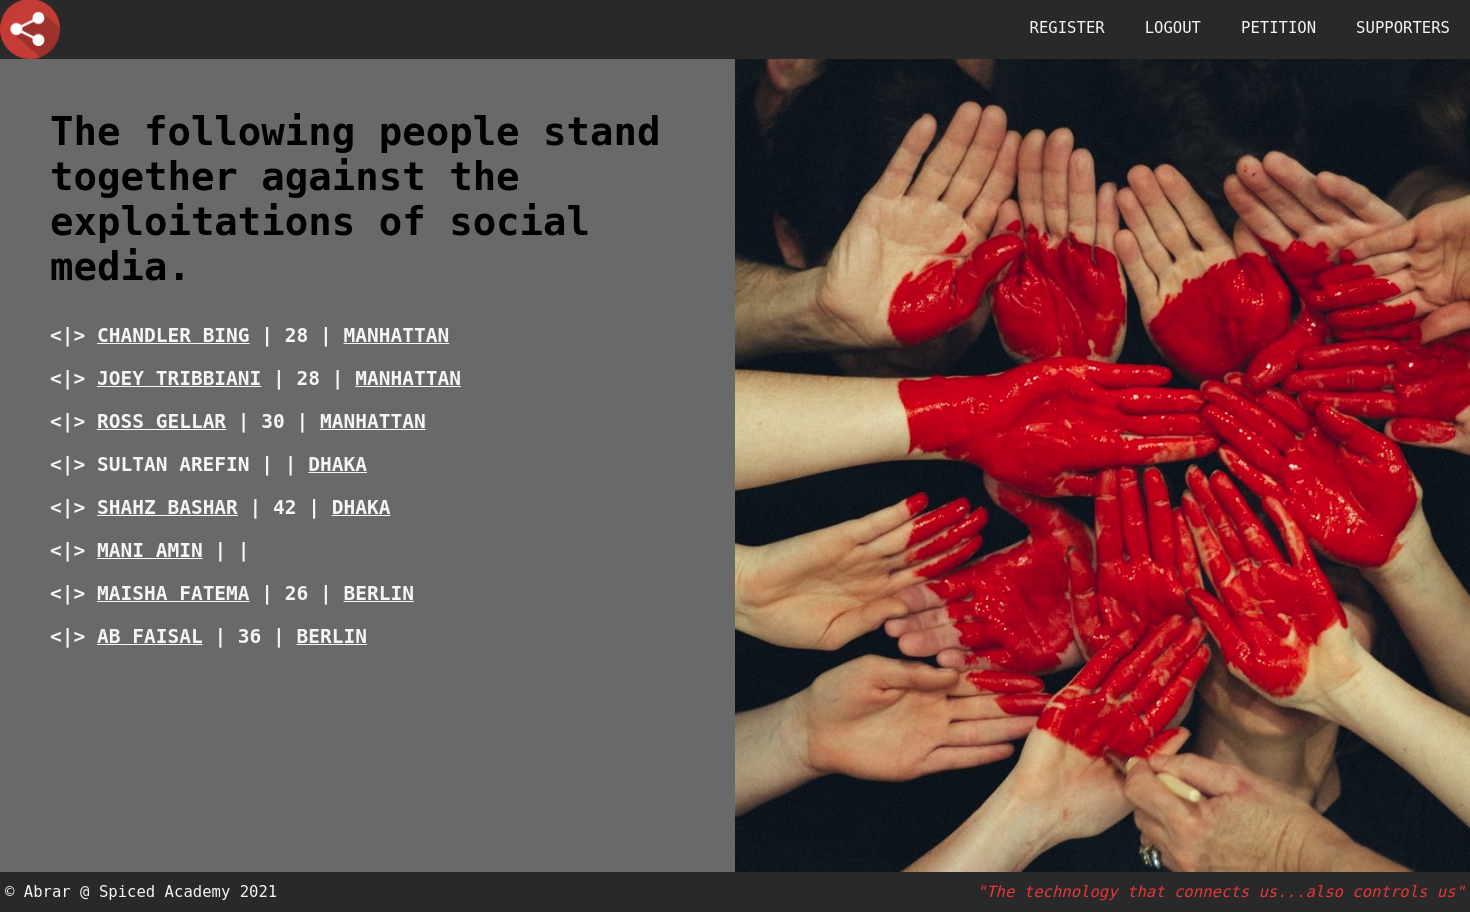 REGISTER LOGOUT PETITION SUPPORTERS
The following people stand
together against the
exploitations of social
media.
<|> CHANDLER BING | 28 | MANHATTAN
<|> JOEY TRIBBIANI | 28 | MANHATTAN
<|> ROSS GELLAR | 30 | MANHATTAN
<|> SULTAN AREFIN | | DHAKA
<|> SHAHZ BASHAR | 42 | DHAKA
<|> MANI AMIN | |
<|> MAISHA FATEMA | 26 | BERLIN
<|> AB FAISAL | 36 | BERLIN
© Abrar @ Spiced Academy 2021
"The technology that connects us...also controls us"